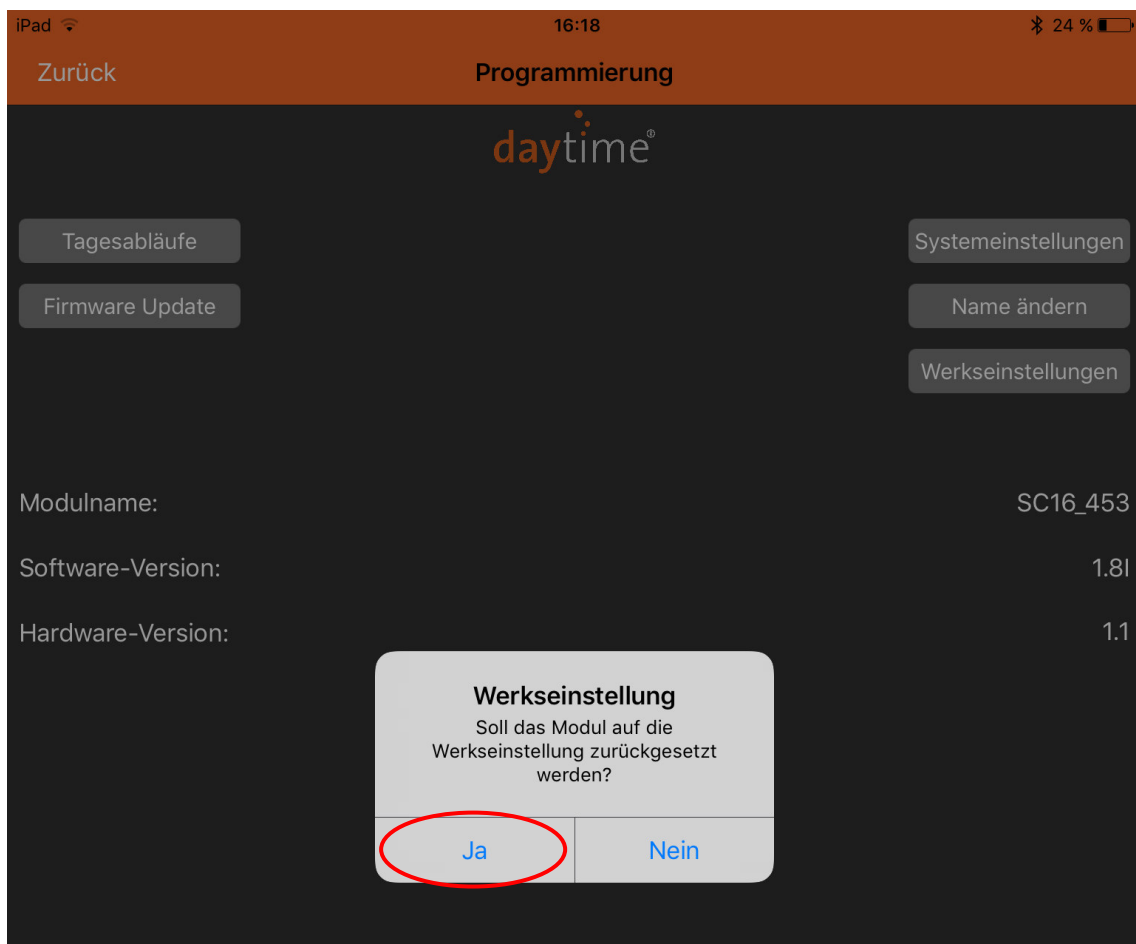 iPad 16:18 24 %
Zurück Programmierung
daytime®
Tagesabläufe Systemeinstellungen
Firmware Update Name ändern
Werkseinstellungen
Modulname: SC16_453
Software-Version: 1.8l
Hardware-Version: 1.1
Werkseinstellung
Soll das Modul auf die
Werkseinstellung zurückgesetzt
werden?
Ja Nein